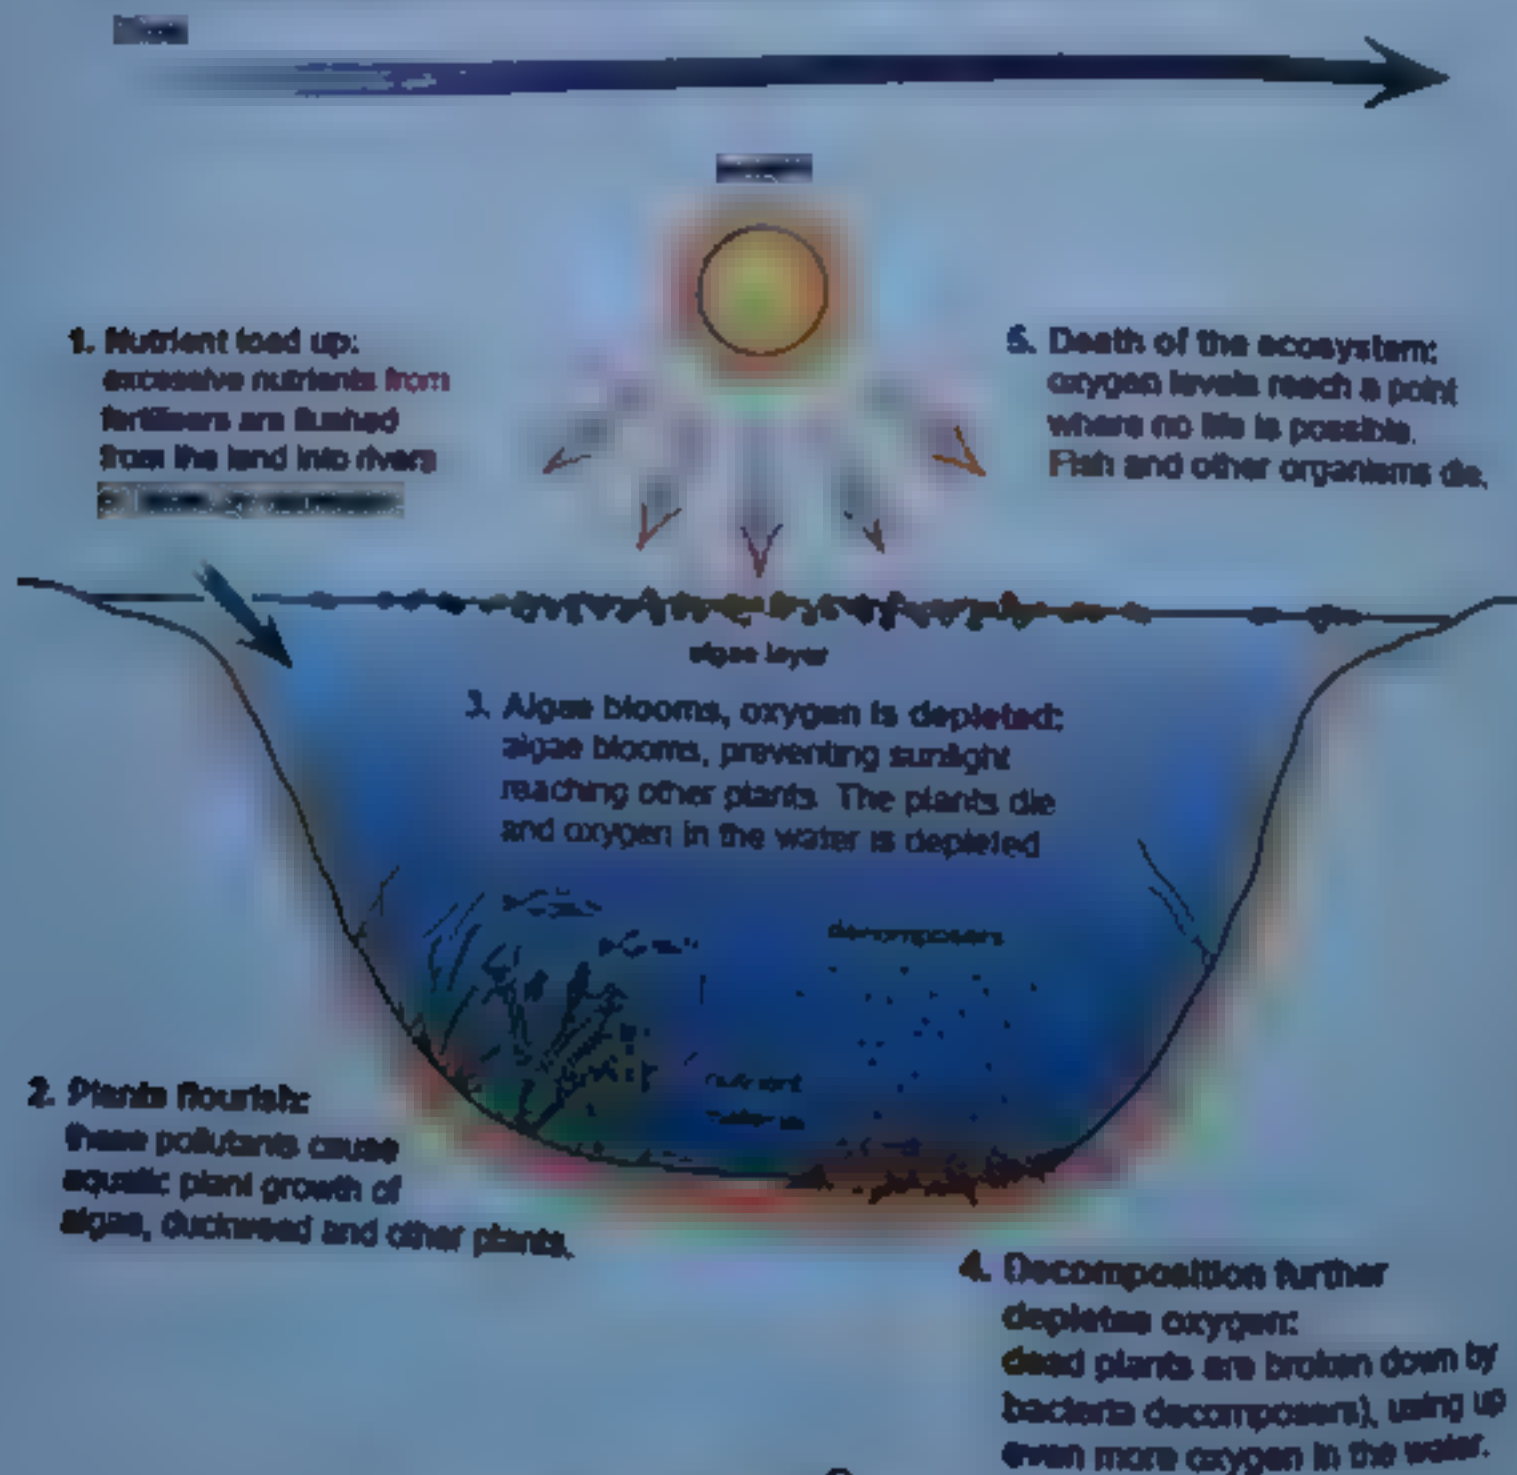 1. Nutrient load up:
excessive nutrients from
fertilisers are flushed
from the land into rivers
5. Death of the ecosystem:
oxygen levels reach a point
where no life is possible.
Fish and other organisms die.
algae layer
3. Algae blooms, oxygen is depleted:
algae blooms, preventing sunlight
reaching other plants. The plants die
and oxygen in the water is depleted
decomposers
nutrient
2. Plants flourish:
these pollutants cause
aquatic plant growth of
algae, duckweed and other plants.
4. Decomposition further
depletes oxygen:
dead plants are broken down by
bacteria decomposers), using up
even more oxygen in the water.